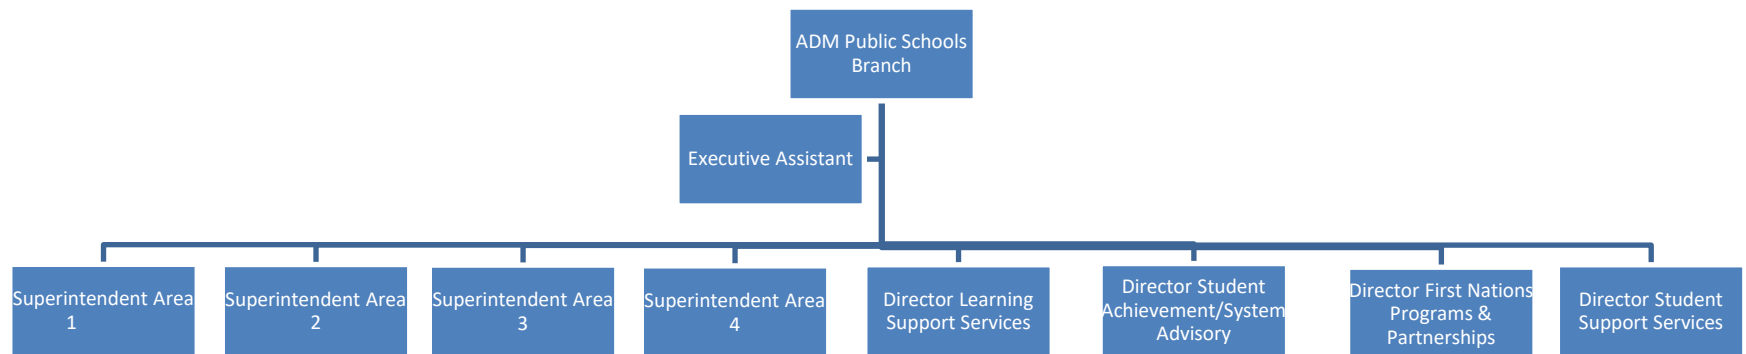 ADM Public Schools
Branch
Executive Assistant
Superintendent Area
1
Superintendent Area
2
Superintendent Area
3
Superintendent Area
4
Director Learning
Support Services
Director Student
Achievement/System
Advisory
Director First Nations
Programs &
Partnerships
Director Student
Support Services